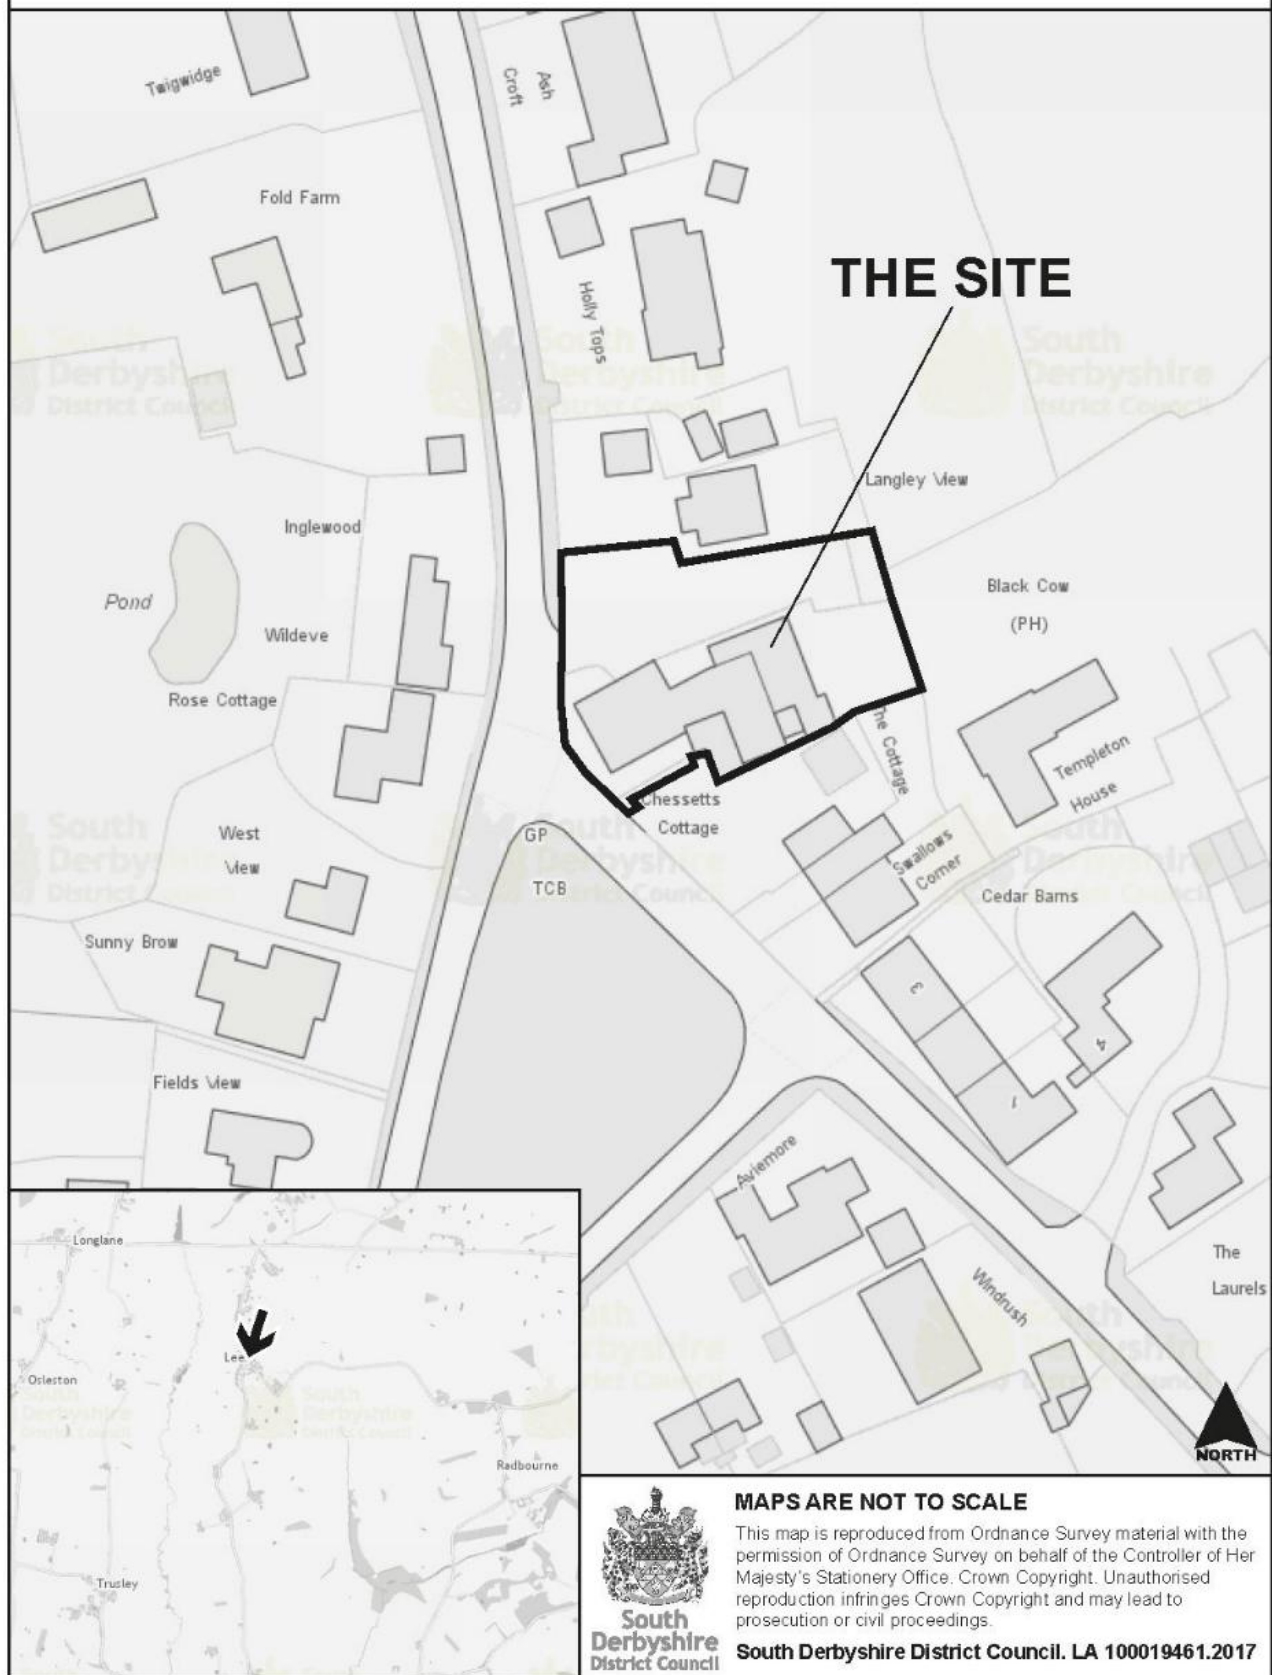 Twigwidge
Ash
Croft
Fold Farm
Holly Tops
THE SITE
Langley View
Inglewood
Black Cow
(PH)
Pond
Wildeve
Rose Cottage
The Cottage
Templeton
House
Chessetts
Cottage
West
View
GP
TCB
Swallows
Corner
Cedar Barns
Sunny Brow
3
4
1
Fields View
Aviemore
Windrush
The
Laurels
Longlane
Lee
Osleston
Radbourne
Trusley
NORTH
South
Derbyshire
District Council
MAPS ARE NOT TO SCALE
This map is reproduced from Ordnance Survey material with the
permission of Ordnance Survey on behalf of the Controller of Her
Majesty's Stationery Office. Crown Copyright. Unauthorised
reproduction infringes Crown Copyright and may lead to
prosecution or civil proceedings.
South Derbyshire District Council. LA 100019461.2017